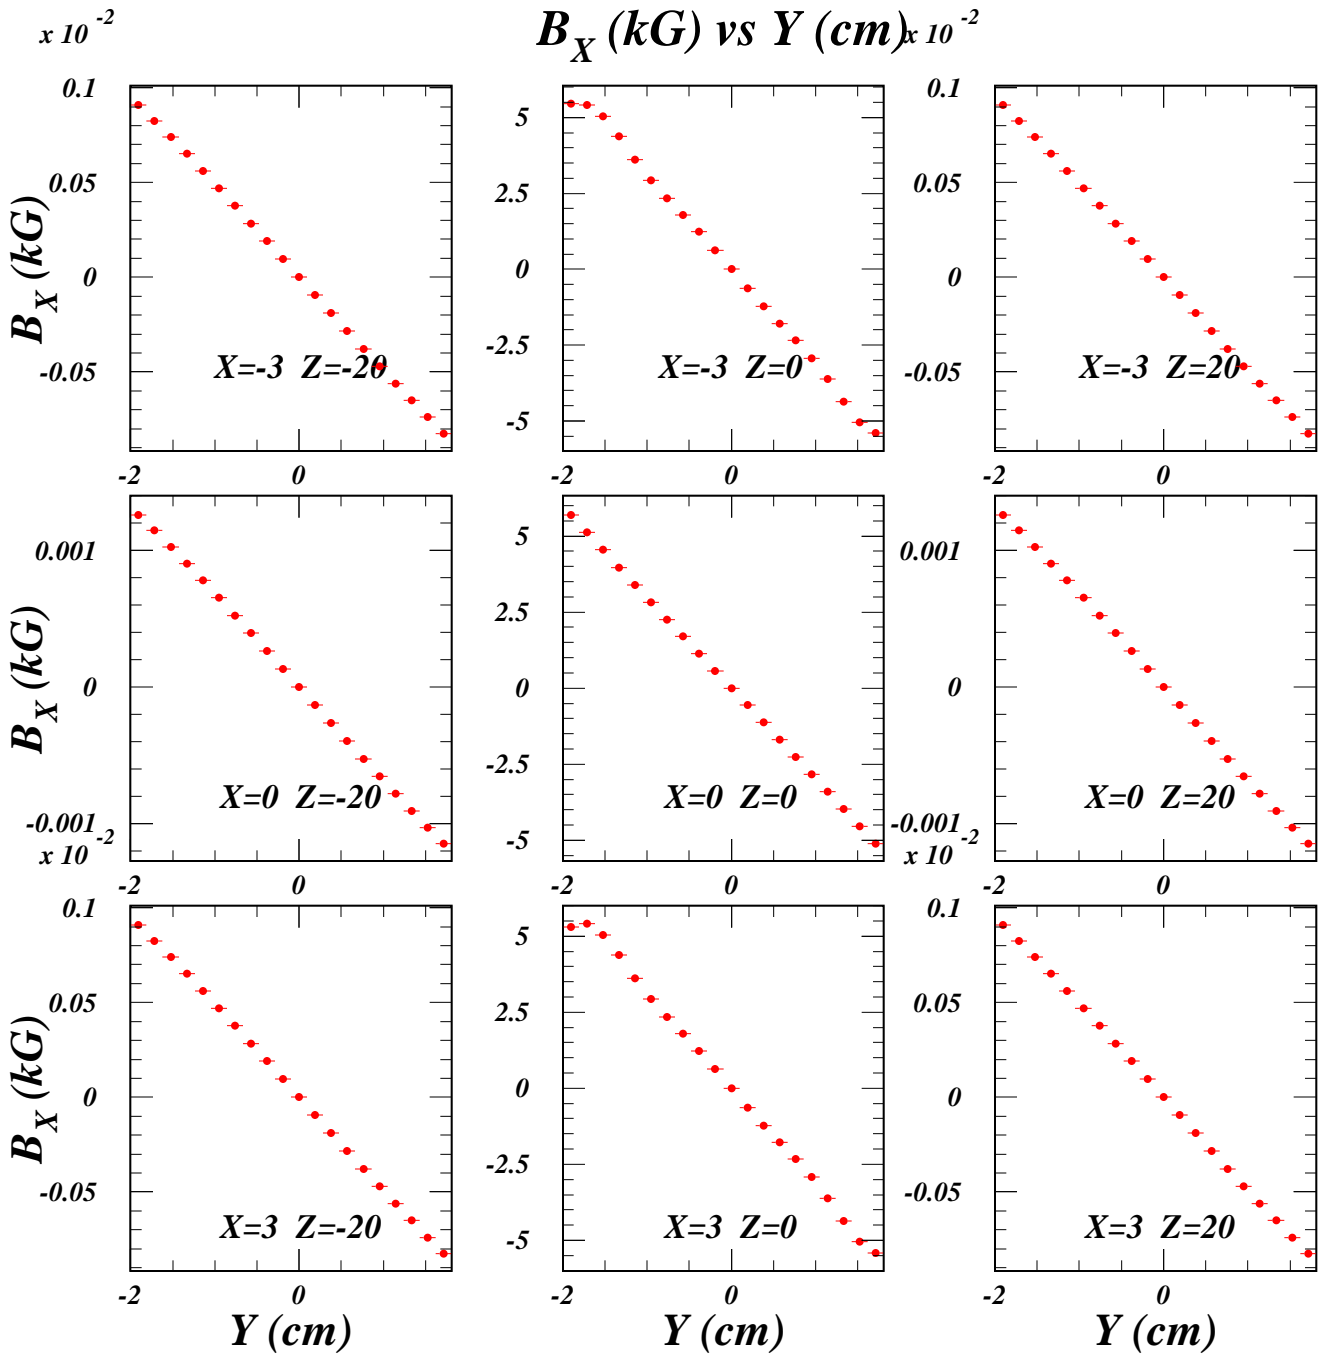 B_X (kG) vs Y (cm)
x 10^-2
x 10^-2
0.1
0.05
0
-0.05
-2
0
B_X (kG)
X=-3 Z=-20
5
2.5
0
-2.5
-5
-2
0
X=-3 Z=0
0.1
0.05
0
-0.05
-2
0
X=-3 Z=20
0.001
0
-0.001
-2
0
B_X (kG)
X=0 Z=-20
5
2.5
0
-2.5
-5
-2
0
X=0 Z=0
0.001
0
-0.001
-2
0
X=0 Z=20
x 10^-2
x 10^-2
0.1
0.05
0
-0.05
-2
0
B_X (kG)
X=3 Z=-20
Y (cm)
5
2.5
0
-2.5
-5
-2
0
X=3 Z=0
Y (cm)
0.1
0.05
0
-0.05
-2
0
X=3 Z=20
Y (cm)